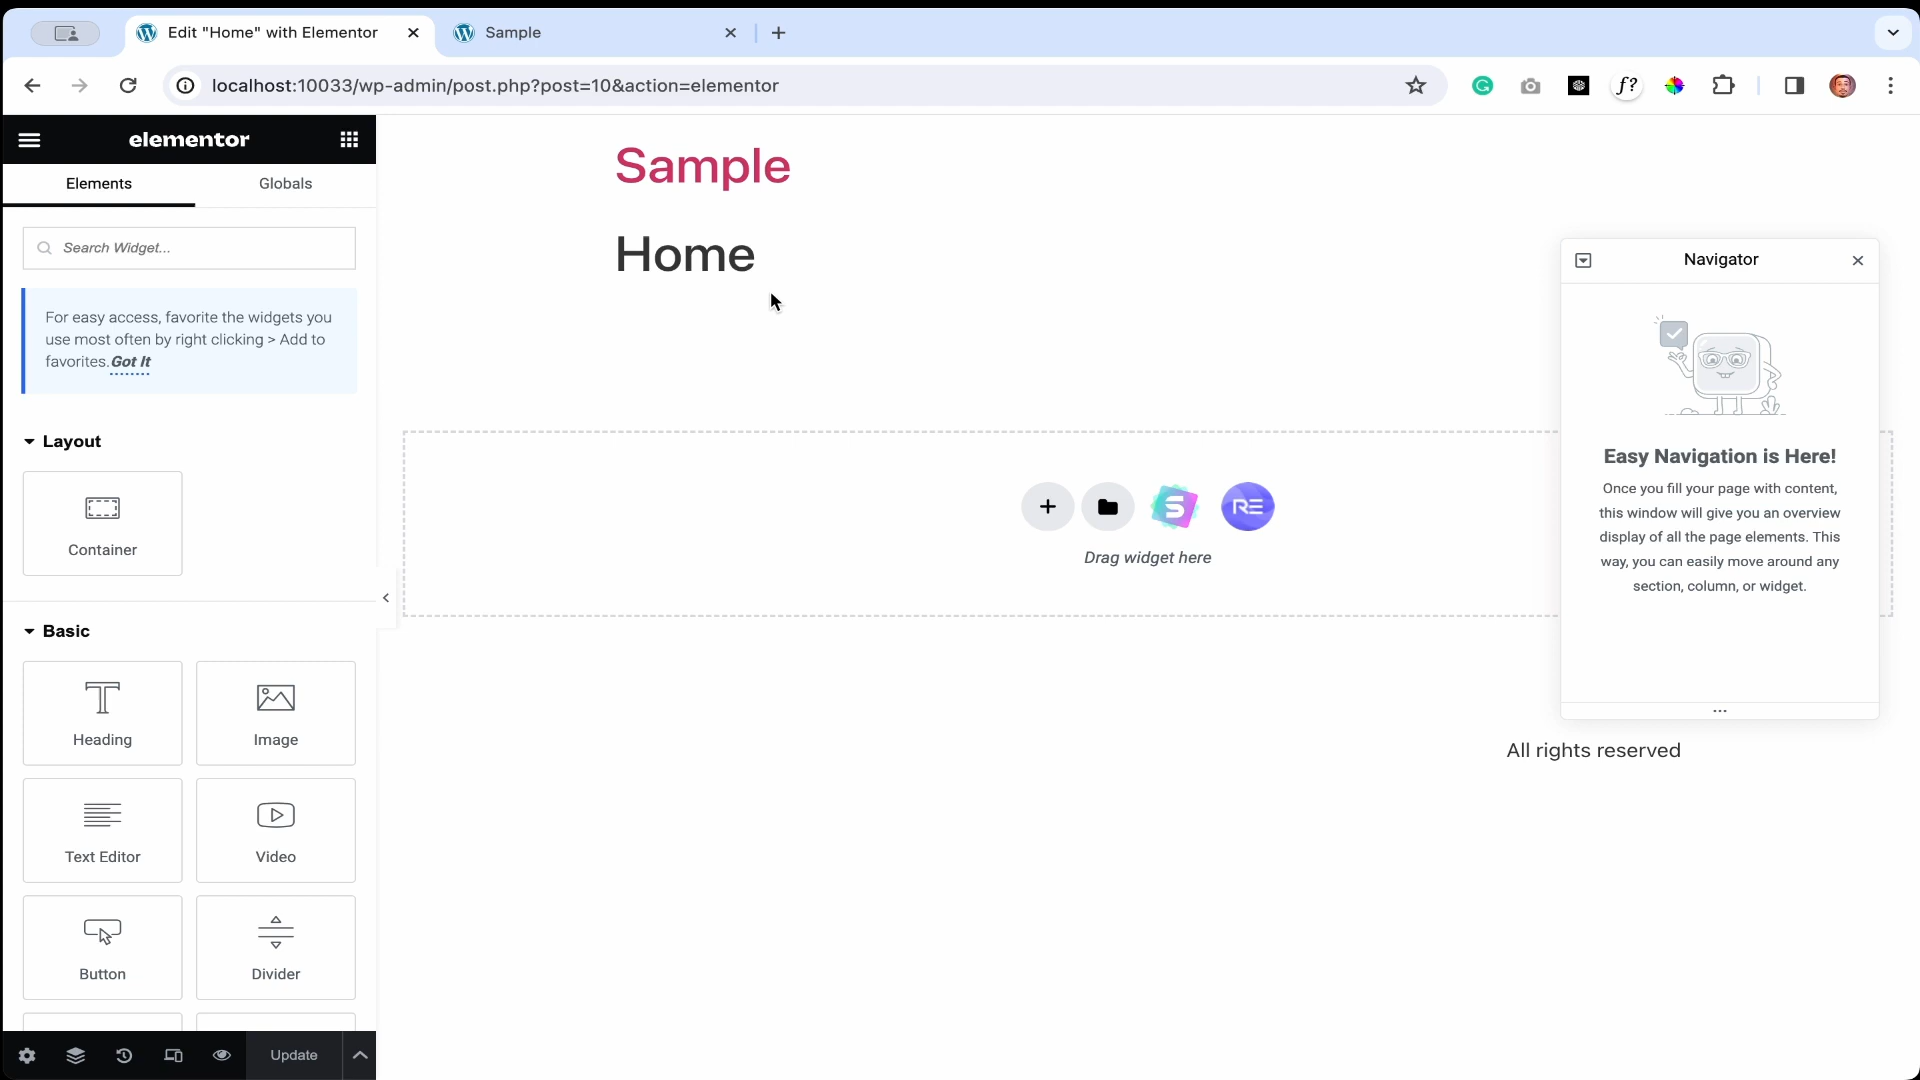 Edit "Home" with Elementor
Sample
localhost:10033/wp-admin/post.php?post=10&action=elementor
f?
elementor
Elements
Globals
Search Widget...
For easy access, favorite the widgets you
use most often by right clicking > Add to
favorites. Got It
Layout
Container
Basic
Heading
Image
Text Editor
Video
Button
Divider
Update
Sample
Home
S
RE
Drag widget here
Navigator
Easy Navigation is Here!
Once you fill your page with content,
this window will give you an overview
display of all the page elements. This
way, you can easily move around any
section, column, or widget.
All rights reserved